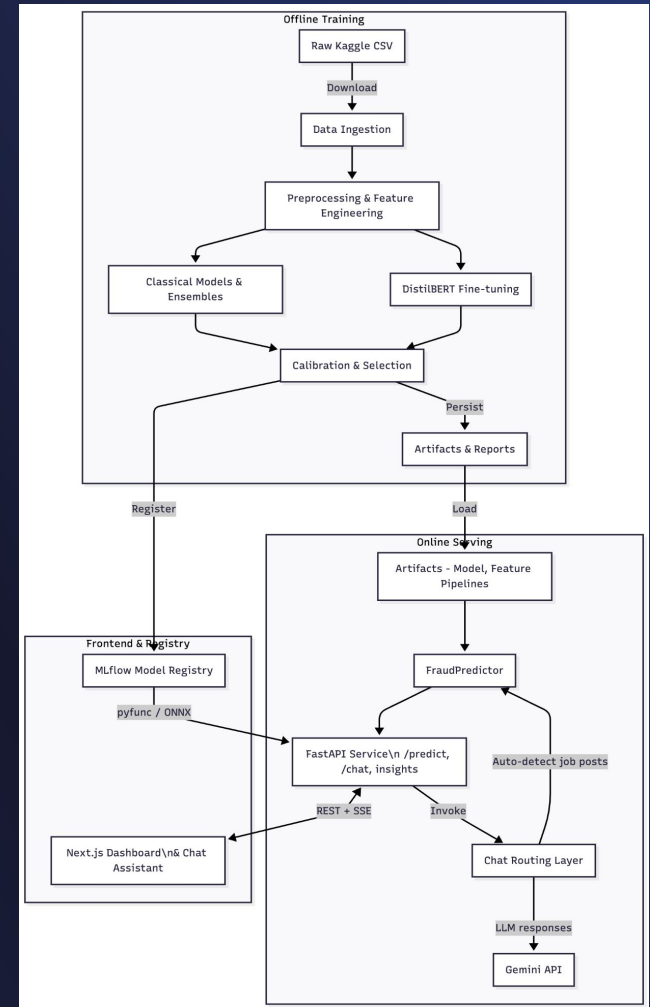 Offline Training
Raw Kaggle CSV
Download
Data Ingestion
Preprocessing & Feature
Engineering
Classical Models &
Ensembles
DistilBERT Fine-tuning
Calibration & Selection
Persist
Artifacts & Reports
Register
Load
Online Serving
Artifacts - Model, Feature
Pipelines
Frontend & Registry
MLflow Model Registry
FraudPredictor
pyfunc / ONNX
FastAPI Service\n /predict,
/chat, insights
Auto-detect job posts
REST + SSE
Invoke
Next.js Dashboard\n& Chat
Assistant
Chat Routing Layer
LLM responses
Gemini API